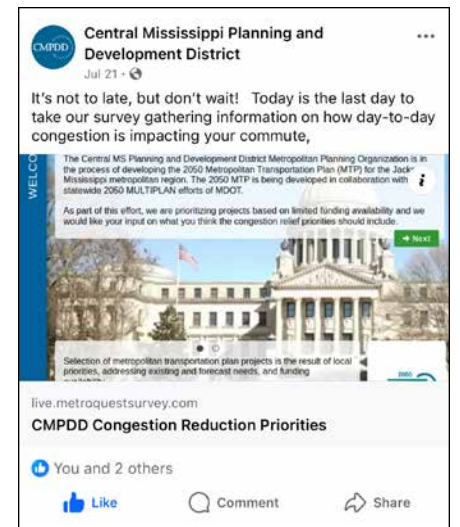 CMPDD
Central Mississippi Planning and
Development District
Jul 21 ·
It's not to late, but don't wait! Today is the last day to
take our survey gathering information on how day-to-day
congestion is impacting your commute,
WELCO
The Central MS Planning and Development District Metropolitan Planning Organization is in
the process of developing the 2050 Metropolitan Transportation Plan (MTP) for the Jack
Mississippi metropolitan region. The 2050 MTP is being developed in collaboration with
statewide 2050 MULTIPLAN efforts of MDOT.
i
As part of this effort, we are prioritizing projects based on limited funding availability and we
would like your input on what you think the congestion relief priorities should include.
→ Next
Selection of metropolitan transportation plan projects is the result of local
priorities, addressing existing and forecast needs, and funding
live.metroquestsurvey.com
CMPDD Congestion Reduction Priorities
You and 2 others
Like Comment Share